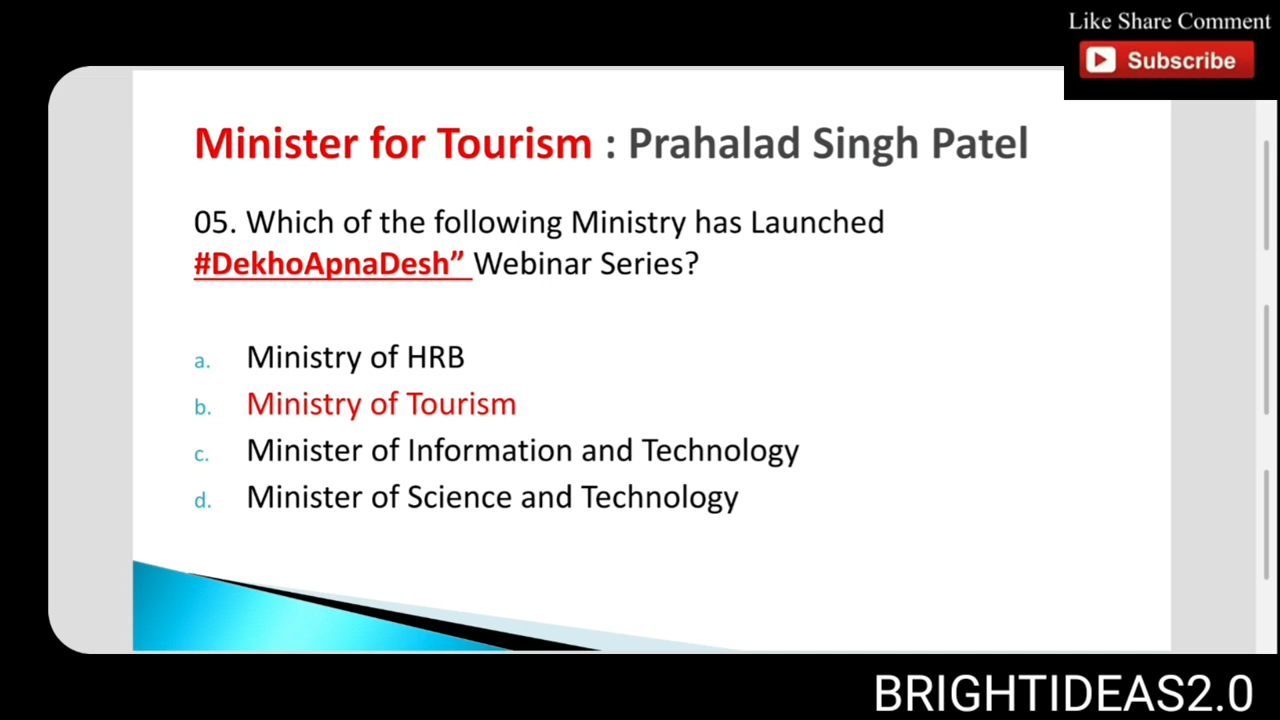 Like Share Comment
Subscribe
Minister for Tourism : Prahalad Singh Patel
05. Which of the following Ministry has Launched
#DekhoApnaDesh” Webinar Series?
a. Ministry of HRB
b. Ministry of Tourism
c. Minister of Information and Technology
d. Minister of Science and Technology
BRIGHTIDEAS2.0